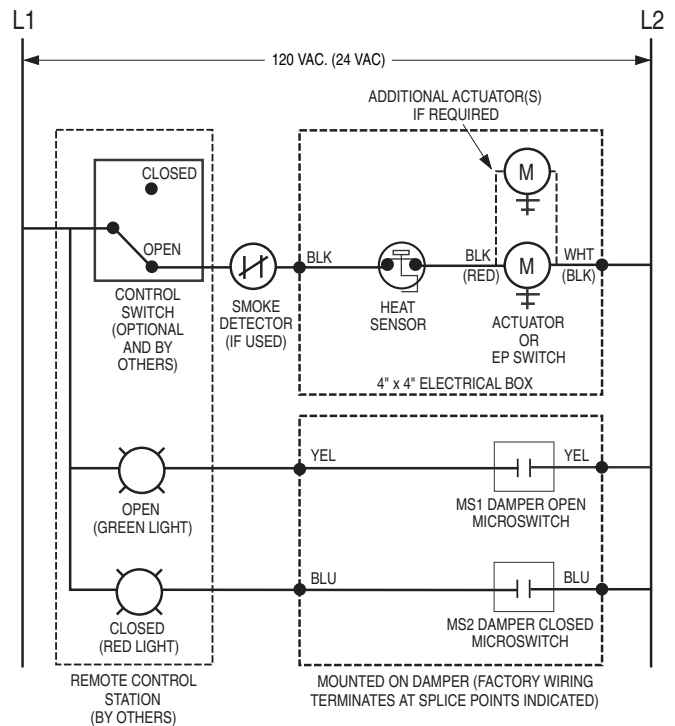 L1
L2
120 VAC. (24 VAC)
ADDITIONAL ACTUATOR(S)
IF REQUIRED
M
CLOSED
OPEN
CONTROL
SWITCH
(OPTIONAL
AND BY
OTHERS)
SMOKE
DETECTOR
(IF USED)
BLK
HEAT
SENSOR
BLK
(RED)
M
WHT
(BLK)
ACTUATOR
OR
EP SWITCH
4" x 4" ELECTRICAL BOX
OPEN
(GREEN LIGHT)
YEL
YEL
MS1 DAMPER OPEN
MICROSWITCH
CLOSED
(RED LIGHT)
BLU
BLU
MS2 DAMPER CLOSED
MICROSWITCH
REMOTE CONTROL
STATION
(BY OTHERS)
MOUNTED ON DAMPER (FACTORY WIRING
TERMINATES AT SPLICE POINTS INDICATED)